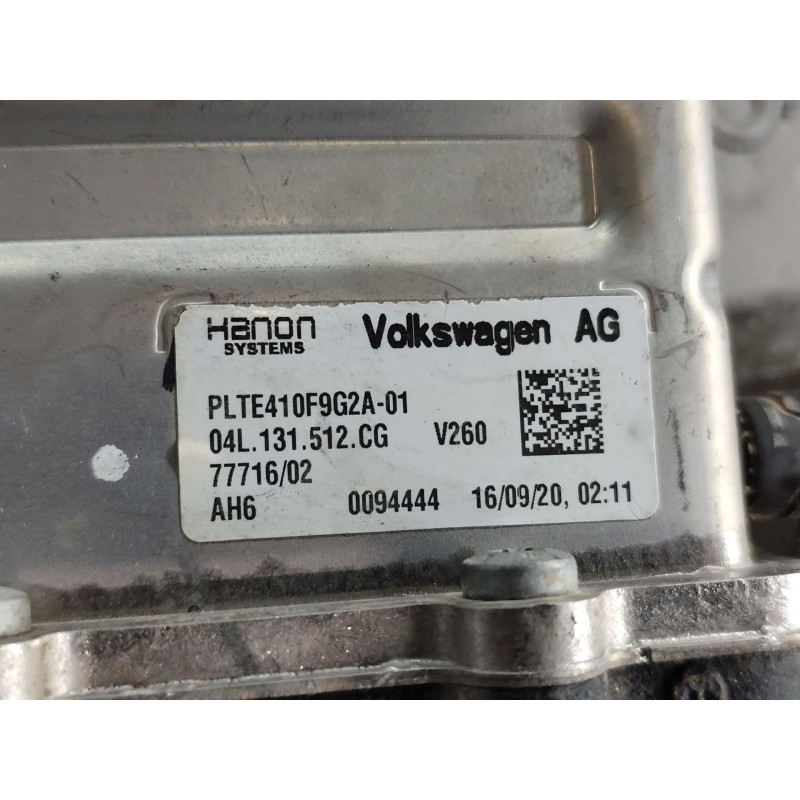 Hanon SYSTEMS Volkswagen AG
PLTE410F9G2A-01
04L.131.512.CG V260
77716/02
AH6 0094444 16/09/20, 02:11